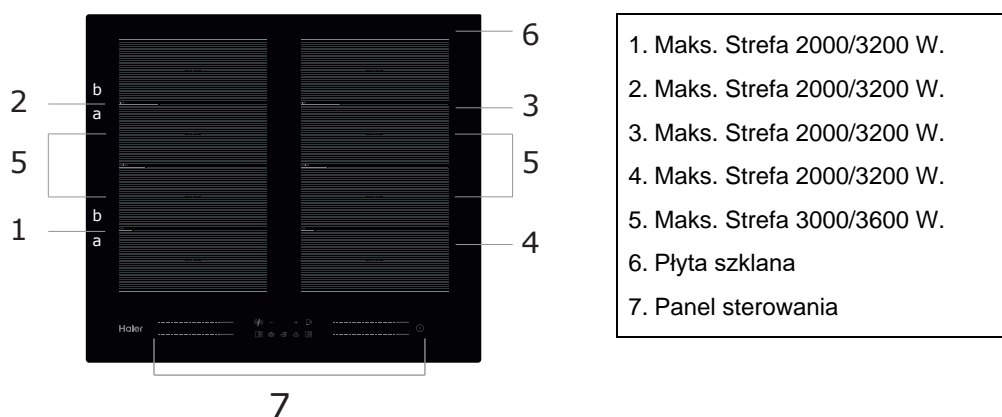 6
b
2
a
3
5
5
b
1
a
4
Haier
7
1. Maks. Strefa 2000/3200 W.
2. Maks. Strefa 2000/3200 W.
3. Maks. Strefa 2000/3200 W.
4. Maks. Strefa 2000/3200 W.
5. Maks. Strefa 3000/3600 W.
6. Płyta szklana
7. Panel sterowania